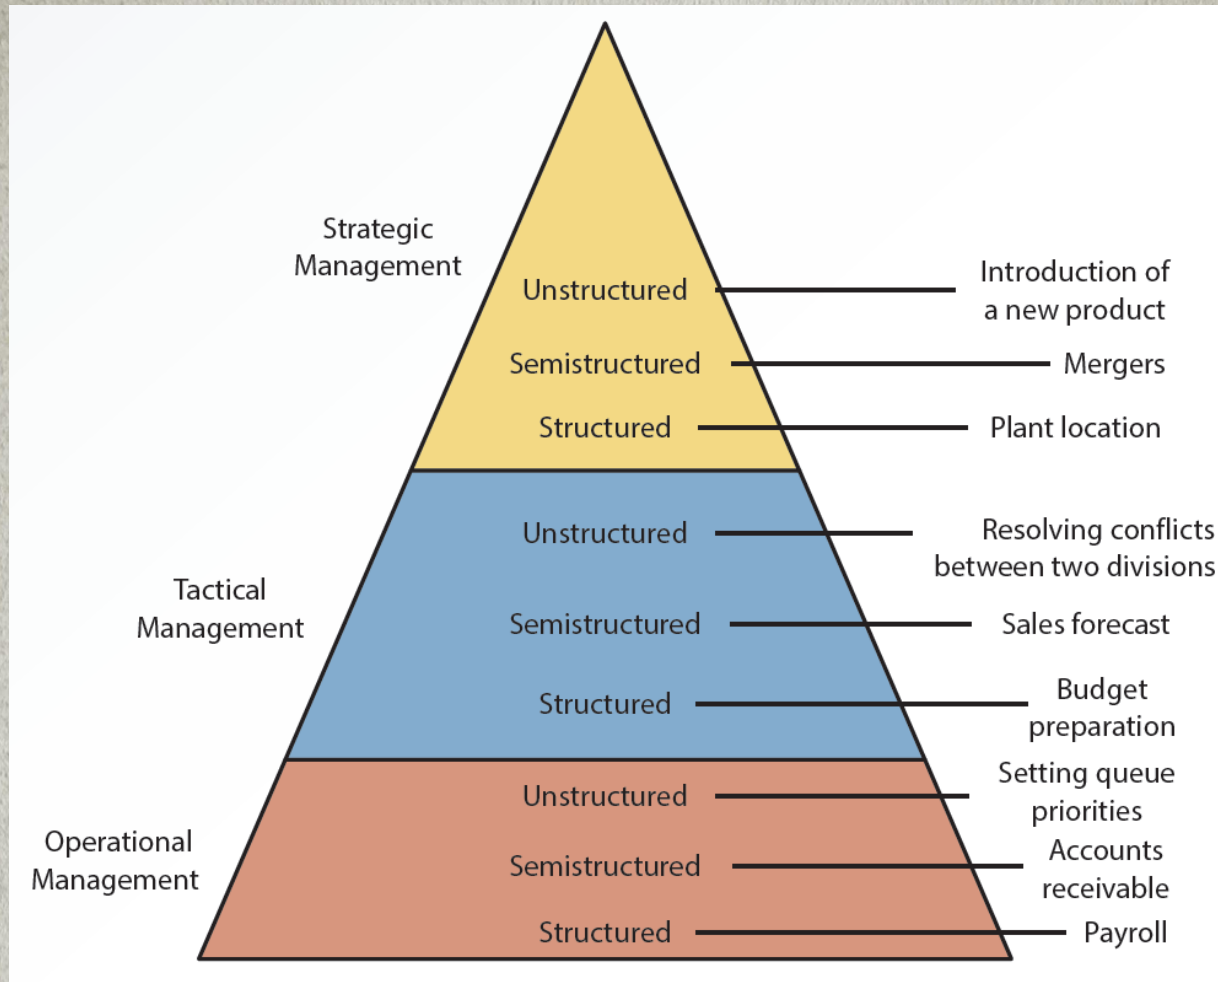 Strategic
Management
Unstructured
Introduction of
a new product
Semistructured
Mergers
Structured
Plant location
Tactical
Management
Unstructured
Resolving conflicts
between two divisions
Semistructured
Sales forecast
Structured
Budget
preparation
Operational
Management
Unstructured
Setting queue
priorities
Semistructured
Accounts
receivable
Structured
Payroll